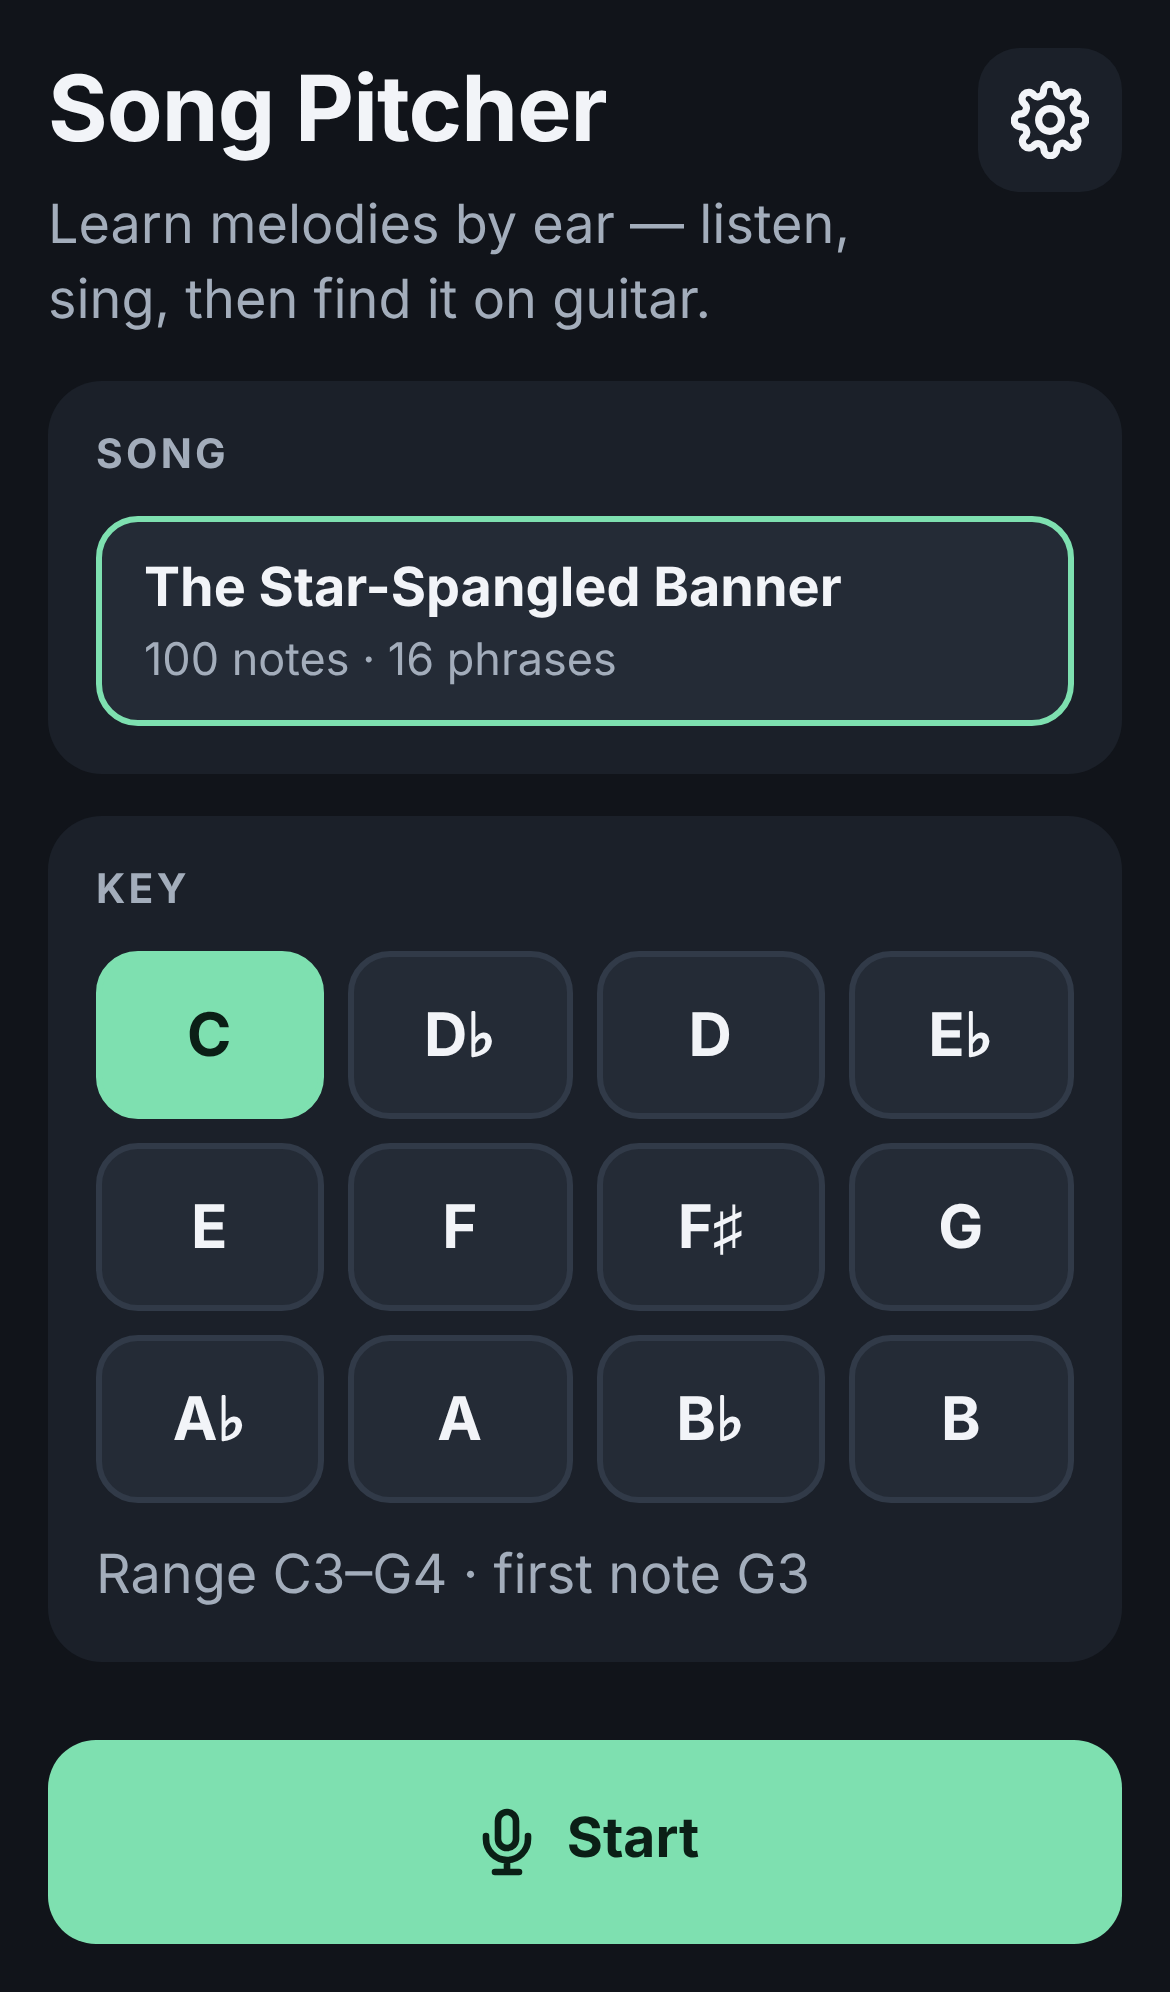 Song Pitcher
Learn melodies by ear — listen,
sing, then find it on guitar.
SONG
The Star-Spangled Banner
100 notes · 16 phrases
KEY
C D♭ D E♭
E F F♯ G
A♭ A B♭ B
Range C3–G4 · first note G3
Start